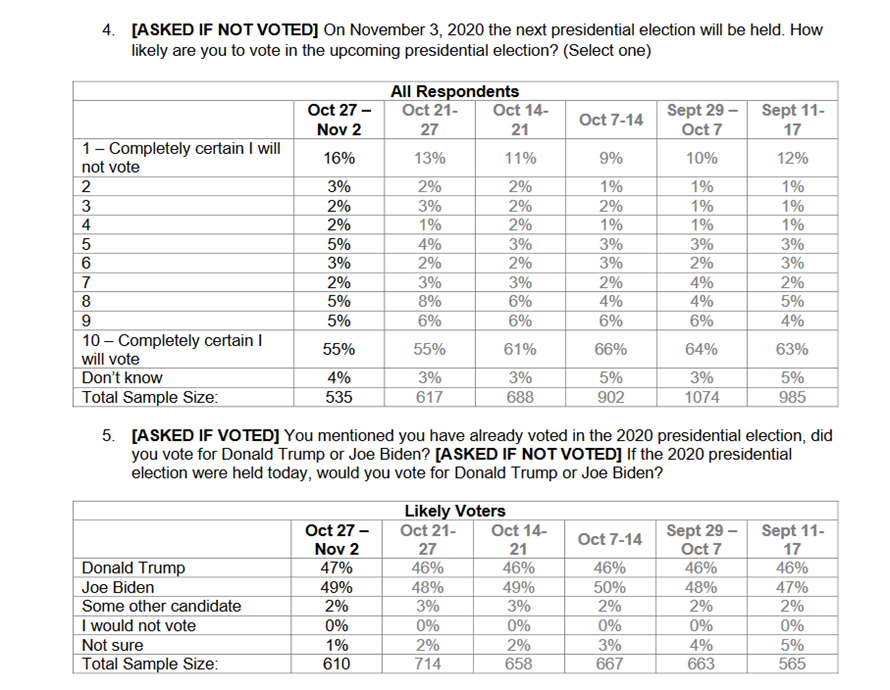 4. [ASKED IF NOT VOTED] On November 3, 2020 the next presidential election will be held. How
likely are you to vote in the upcoming presidential election? (Select one)
All Respondents
Oct 27 – Nov 2 Oct 21-27 Oct 14-21 Oct 7-14 Sept 29 – Oct 7 Sept 11-17
1 – Completely certain I will not vote 16% 13% 11% 9% 10% 12%
2 3% 2% 2% 1% 1% 1%
3 2% 3% 2% 2% 1% 1%
4 2% 1% 2% 1% 1% 1%
5 5% 4% 3% 3% 3% 3%
6 3% 2% 2% 3% 2% 3%
7 2% 3% 3% 2% 4% 2%
8 5% 8% 6% 4% 4% 5%
9 5% 6% 6% 6% 6% 4%
10 – Completely certain I will vote 55% 55% 61% 66% 64% 63%
Don't know 4% 3% 3% 5% 3% 5%
Total Sample Size: 535 617 688 902 1074 985
5. [ASKED IF VOTED] You mentioned you have already voted in the 2020 presidential election, did
you vote for Donald Trump or Joe Biden? [ASKED IF NOT VOTED] If the 2020 presidential
election were held today, would you vote for Donald Trump or Joe Biden?
Likely Voters
Oct 27 – Nov 2 Oct 21-27 Oct 14-21 Oct 7-14 Sept 29 – Oct 7 Sept 11-17
Donald Trump 47% 46% 46% 46% 46% 46%
Joe Biden 49% 48% 49% 50% 48% 47%
Some other candidate 2% 3% 3% 2% 2% 2%
I would not vote 0% 0% 0% 0% 0% 0%
Not sure 1% 2% 2% 3% 4% 5%
Total Sample Size: 610 714 658 667 663 565